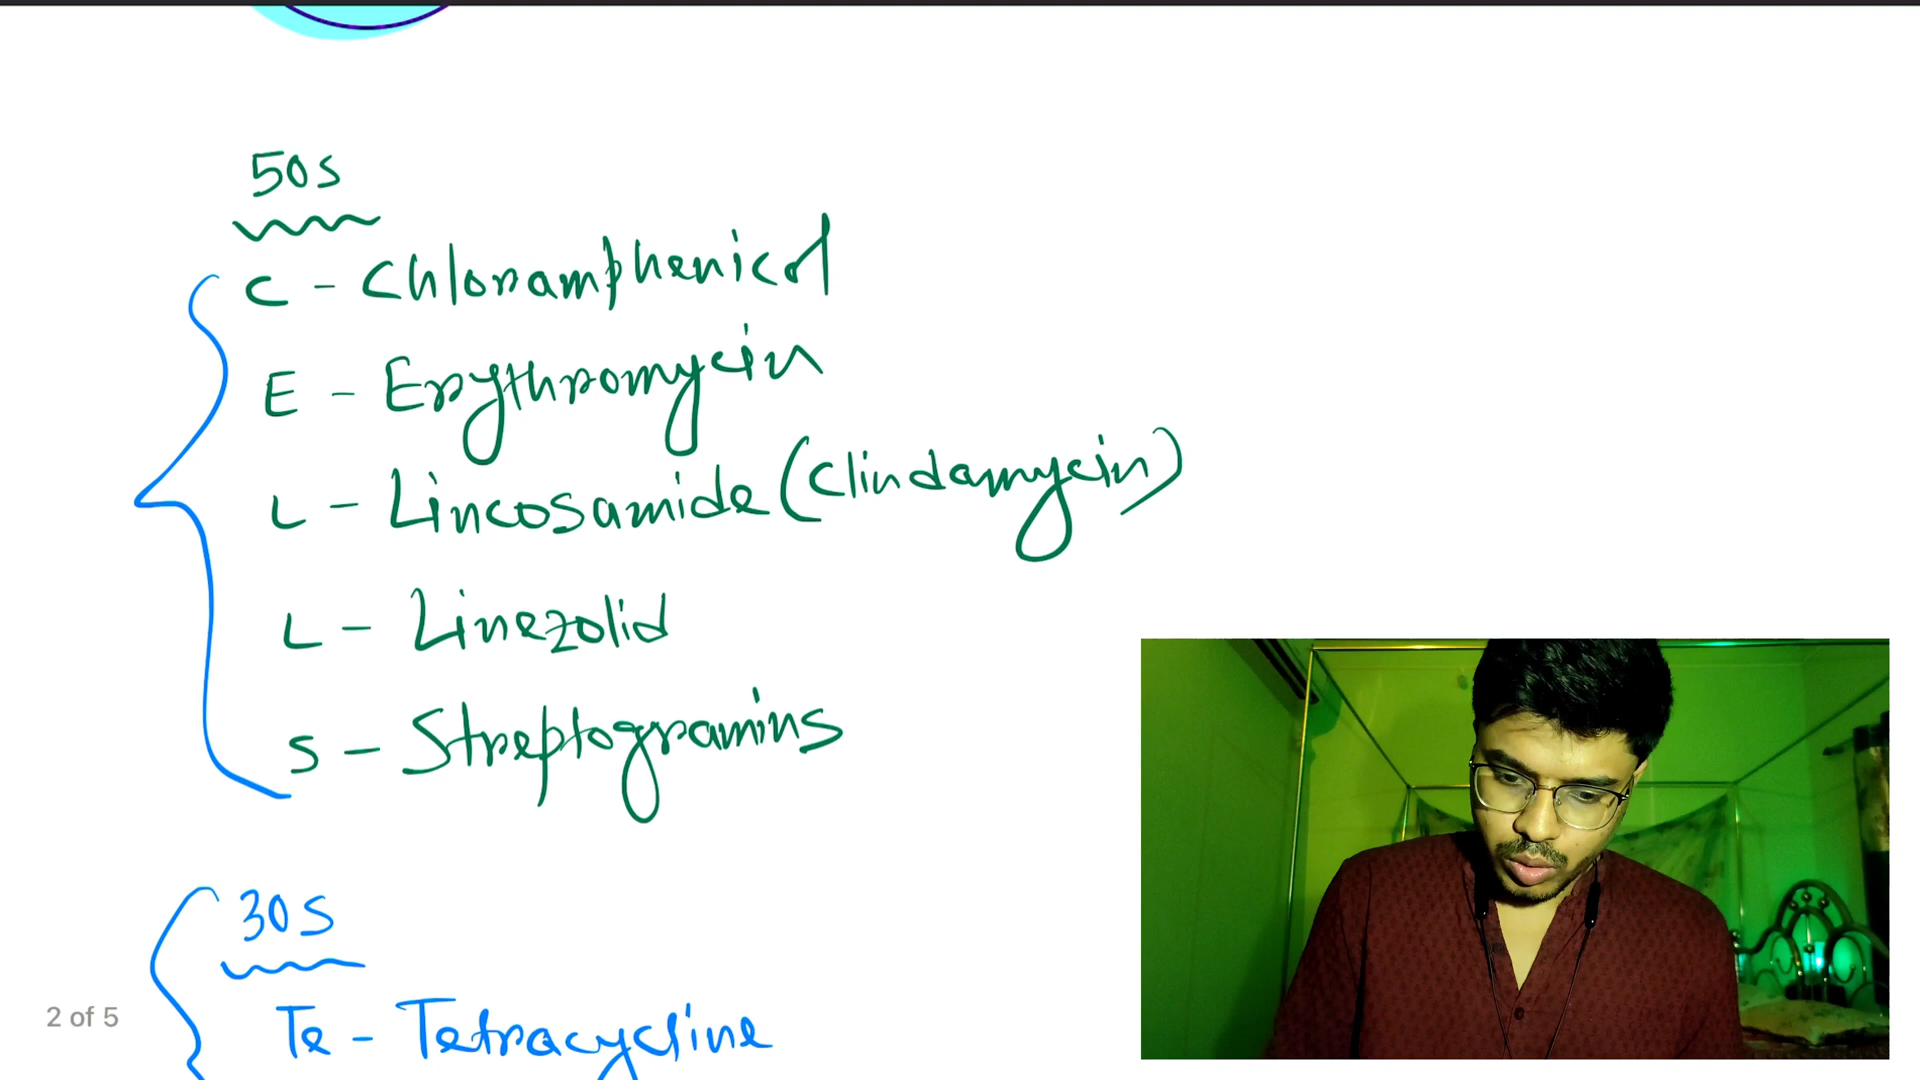 50s
C - Chloramphenicol
E - Erythromycin
L - Lincosamide (Clindamycin)
L - Linezolid
S - Streptogramins
30s
Te - Tetracycline
2 of 5